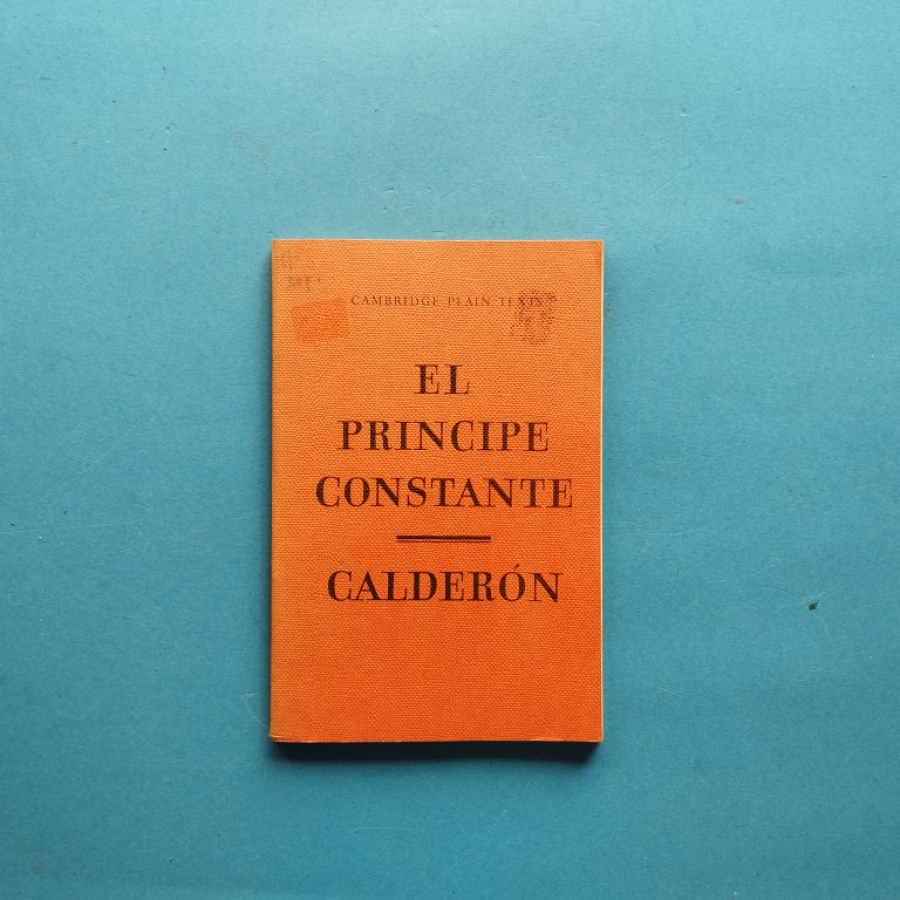 CAMBRIDGE PLAIN TEXTS
EL
PRINCIPE
CONSTANTE
CALDERÓN